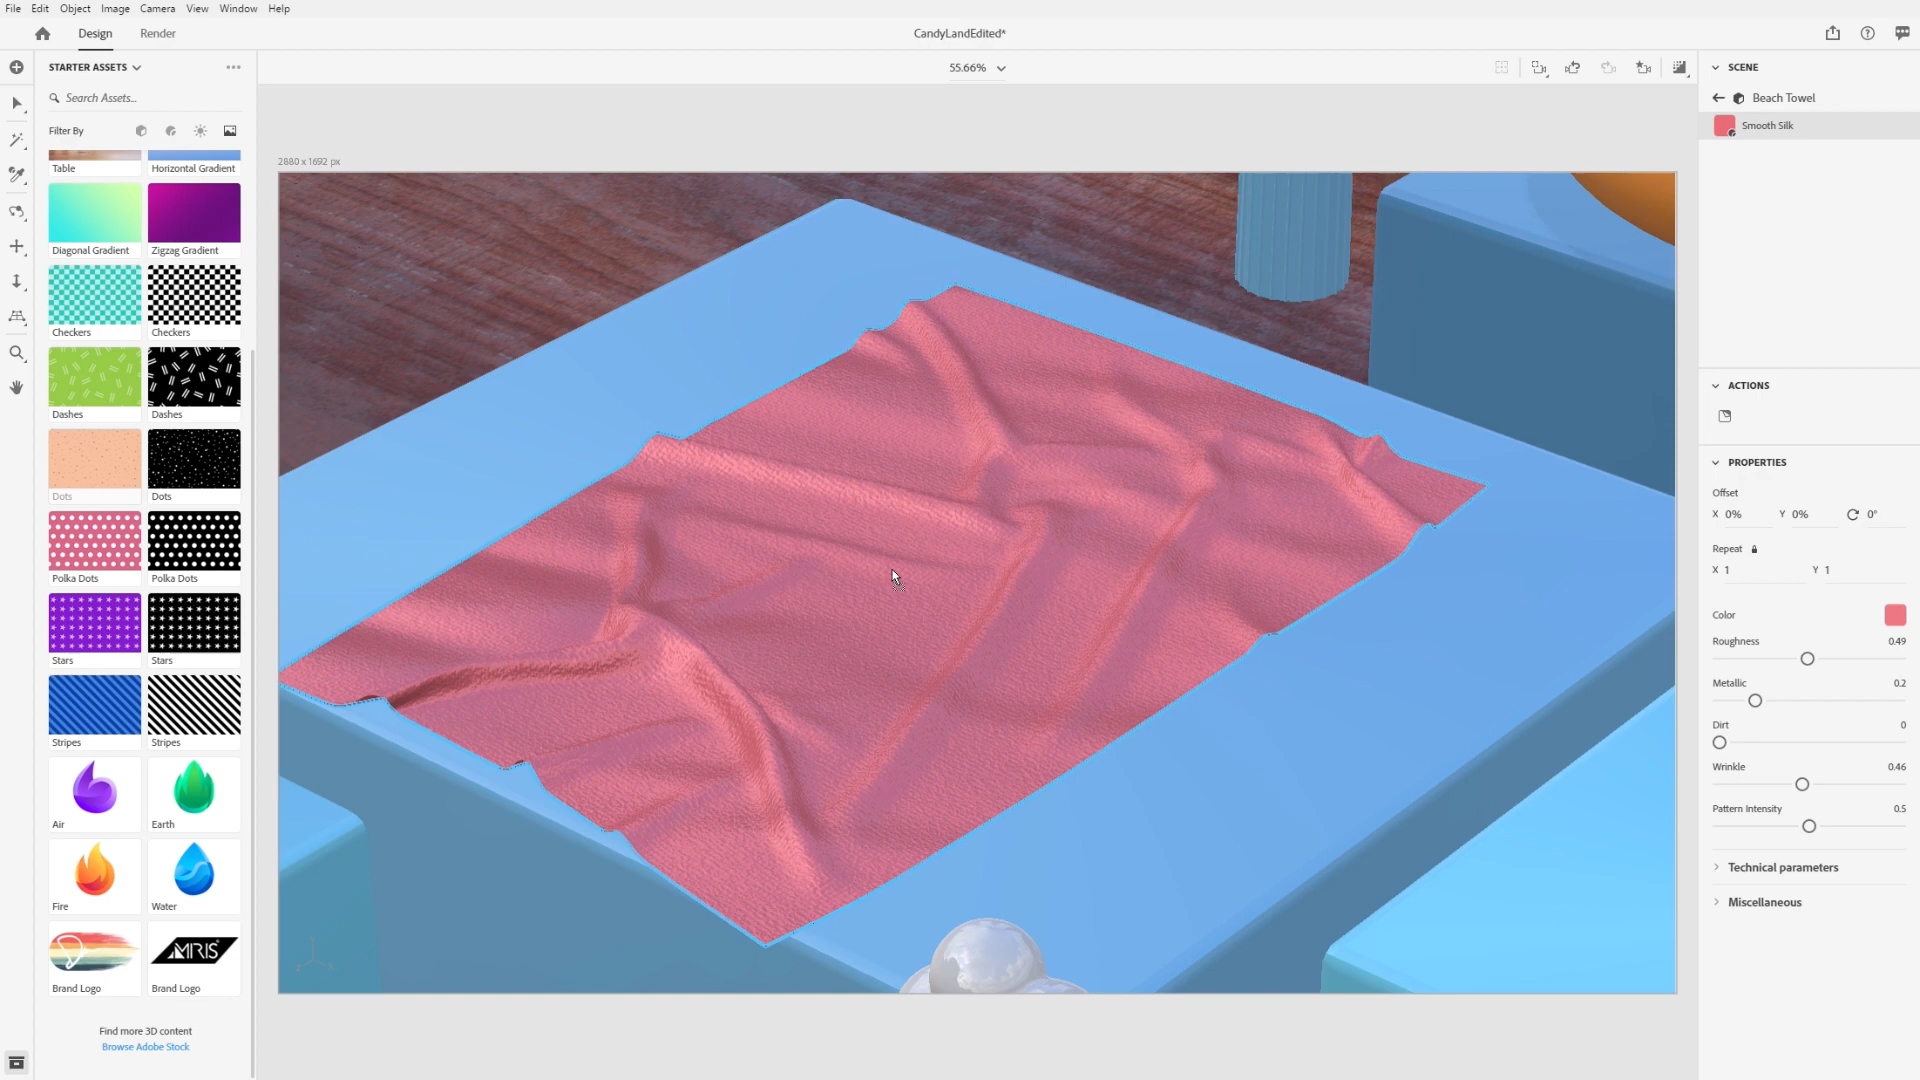 File Edit Object Image Camera View Window Help
Design Render CandyLandEdited*
STARTER ASSETS
55.66%
Search Assets...
Filter By
Table Horizontal Gradient
Diagonal Gradient Zigzag Gradient
Checkers Checkers
Dashes Dashes
Dots Dots
Polka Dots Polka Dots
Stars Stars
Stripes Stripes
Air Earth
Fire Water
MRIS
Brand Logo Brand Logo
Find more 3D content
Browse Adobe Stock
2880 x 1692 px
SCENE
Beach Towel
Smooth Silk
ACTIONS
PROPERTIES
Offset
X 0% Y 0% 0°
Repeat
X 1 Y 1
Color
Roughness 0.49
Metallic 0.2
Dirt 0
Wrinkle 0.46
Pattern Intensity 0.5
Technical parameters
Miscellaneous